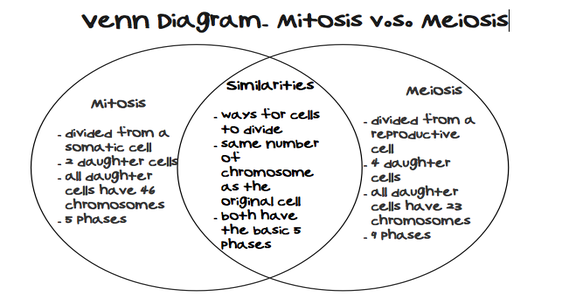 Venn Diagram- Mitosis v.s. Meiosis
Mitosis
- divided from a
somatic cell
- 2 daughter cells
- all daughter
cells have 46
chromosomes
- 5 Phases
Similarities
- ways for cells
to divide
- same number
of
chromosome
as the
original cell
- both have
the basic 5
Phases
Meiosis
- divided from a
reproductive
cell
- 4 daughter
cells
- all daughter
cells have 23
chromosomes
- 9 Phases